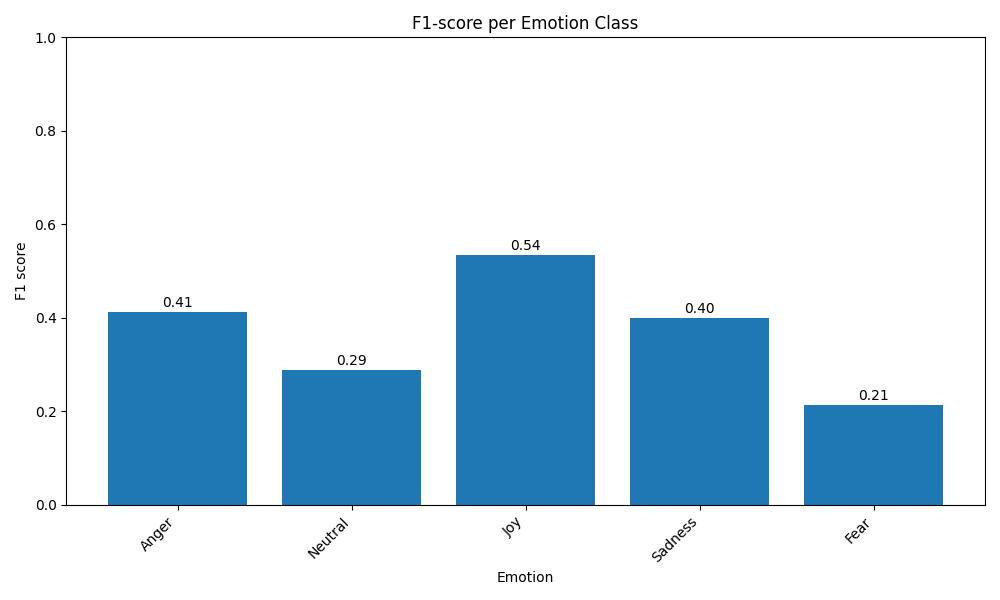 F1-score per Emotion Class
1.0
0.8
0.6
0.4
0.2
0.0
F1 score
0.41
0.29
0.54
0.40
0.21
Anger
Neutral
Joy
Sadness
Fear
Emotion